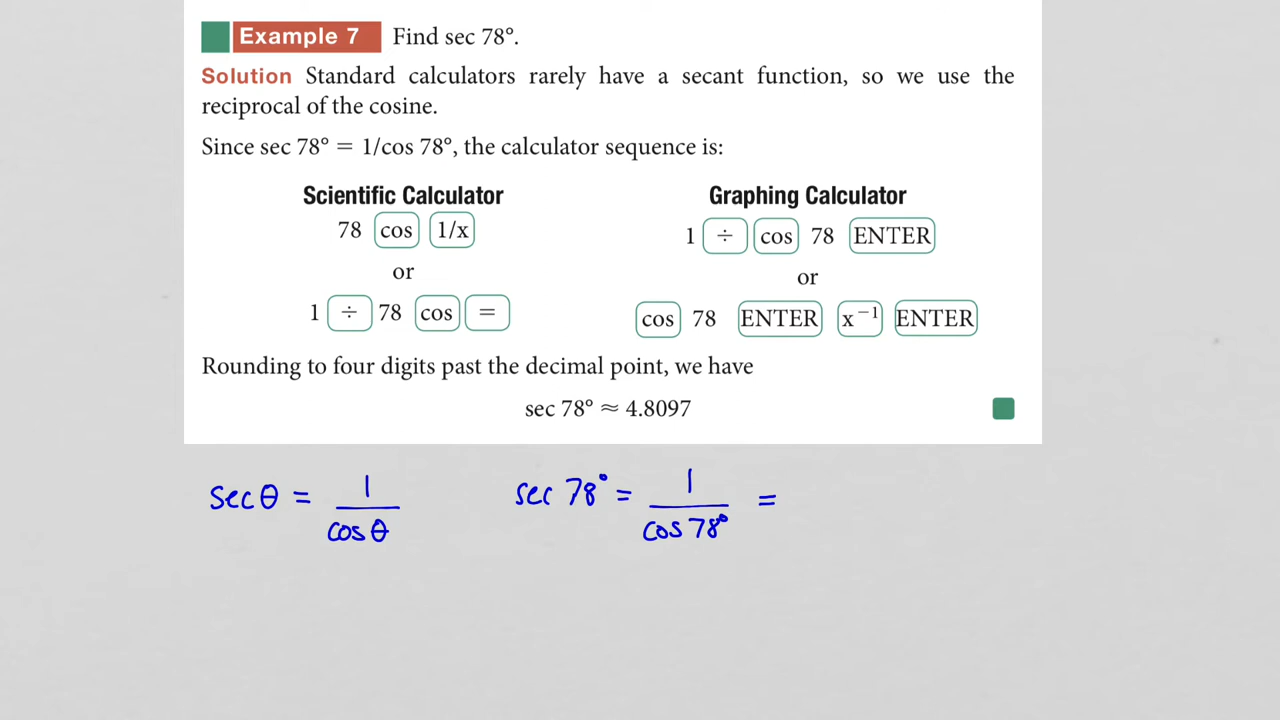 Example 7 Find sec 78°.
Solution Standard calculators rarely have a secant function, so we use the
reciprocal of the cosine.
Since sec 78° = 1/cos 78°, the calculator sequence is:
Scientific Calculator
78 cos 1/x
or
1 ÷ 78 cos =
Graphing Calculator
1 ÷ cos 78 ENTER
or
cos 78 ENTER x⁻¹ ENTER
Rounding to four digits past the decimal point, we have
sec 78° ≈ 4.8097
sec θ = 1/cos θ
sec 78° = 1/cos 78° =